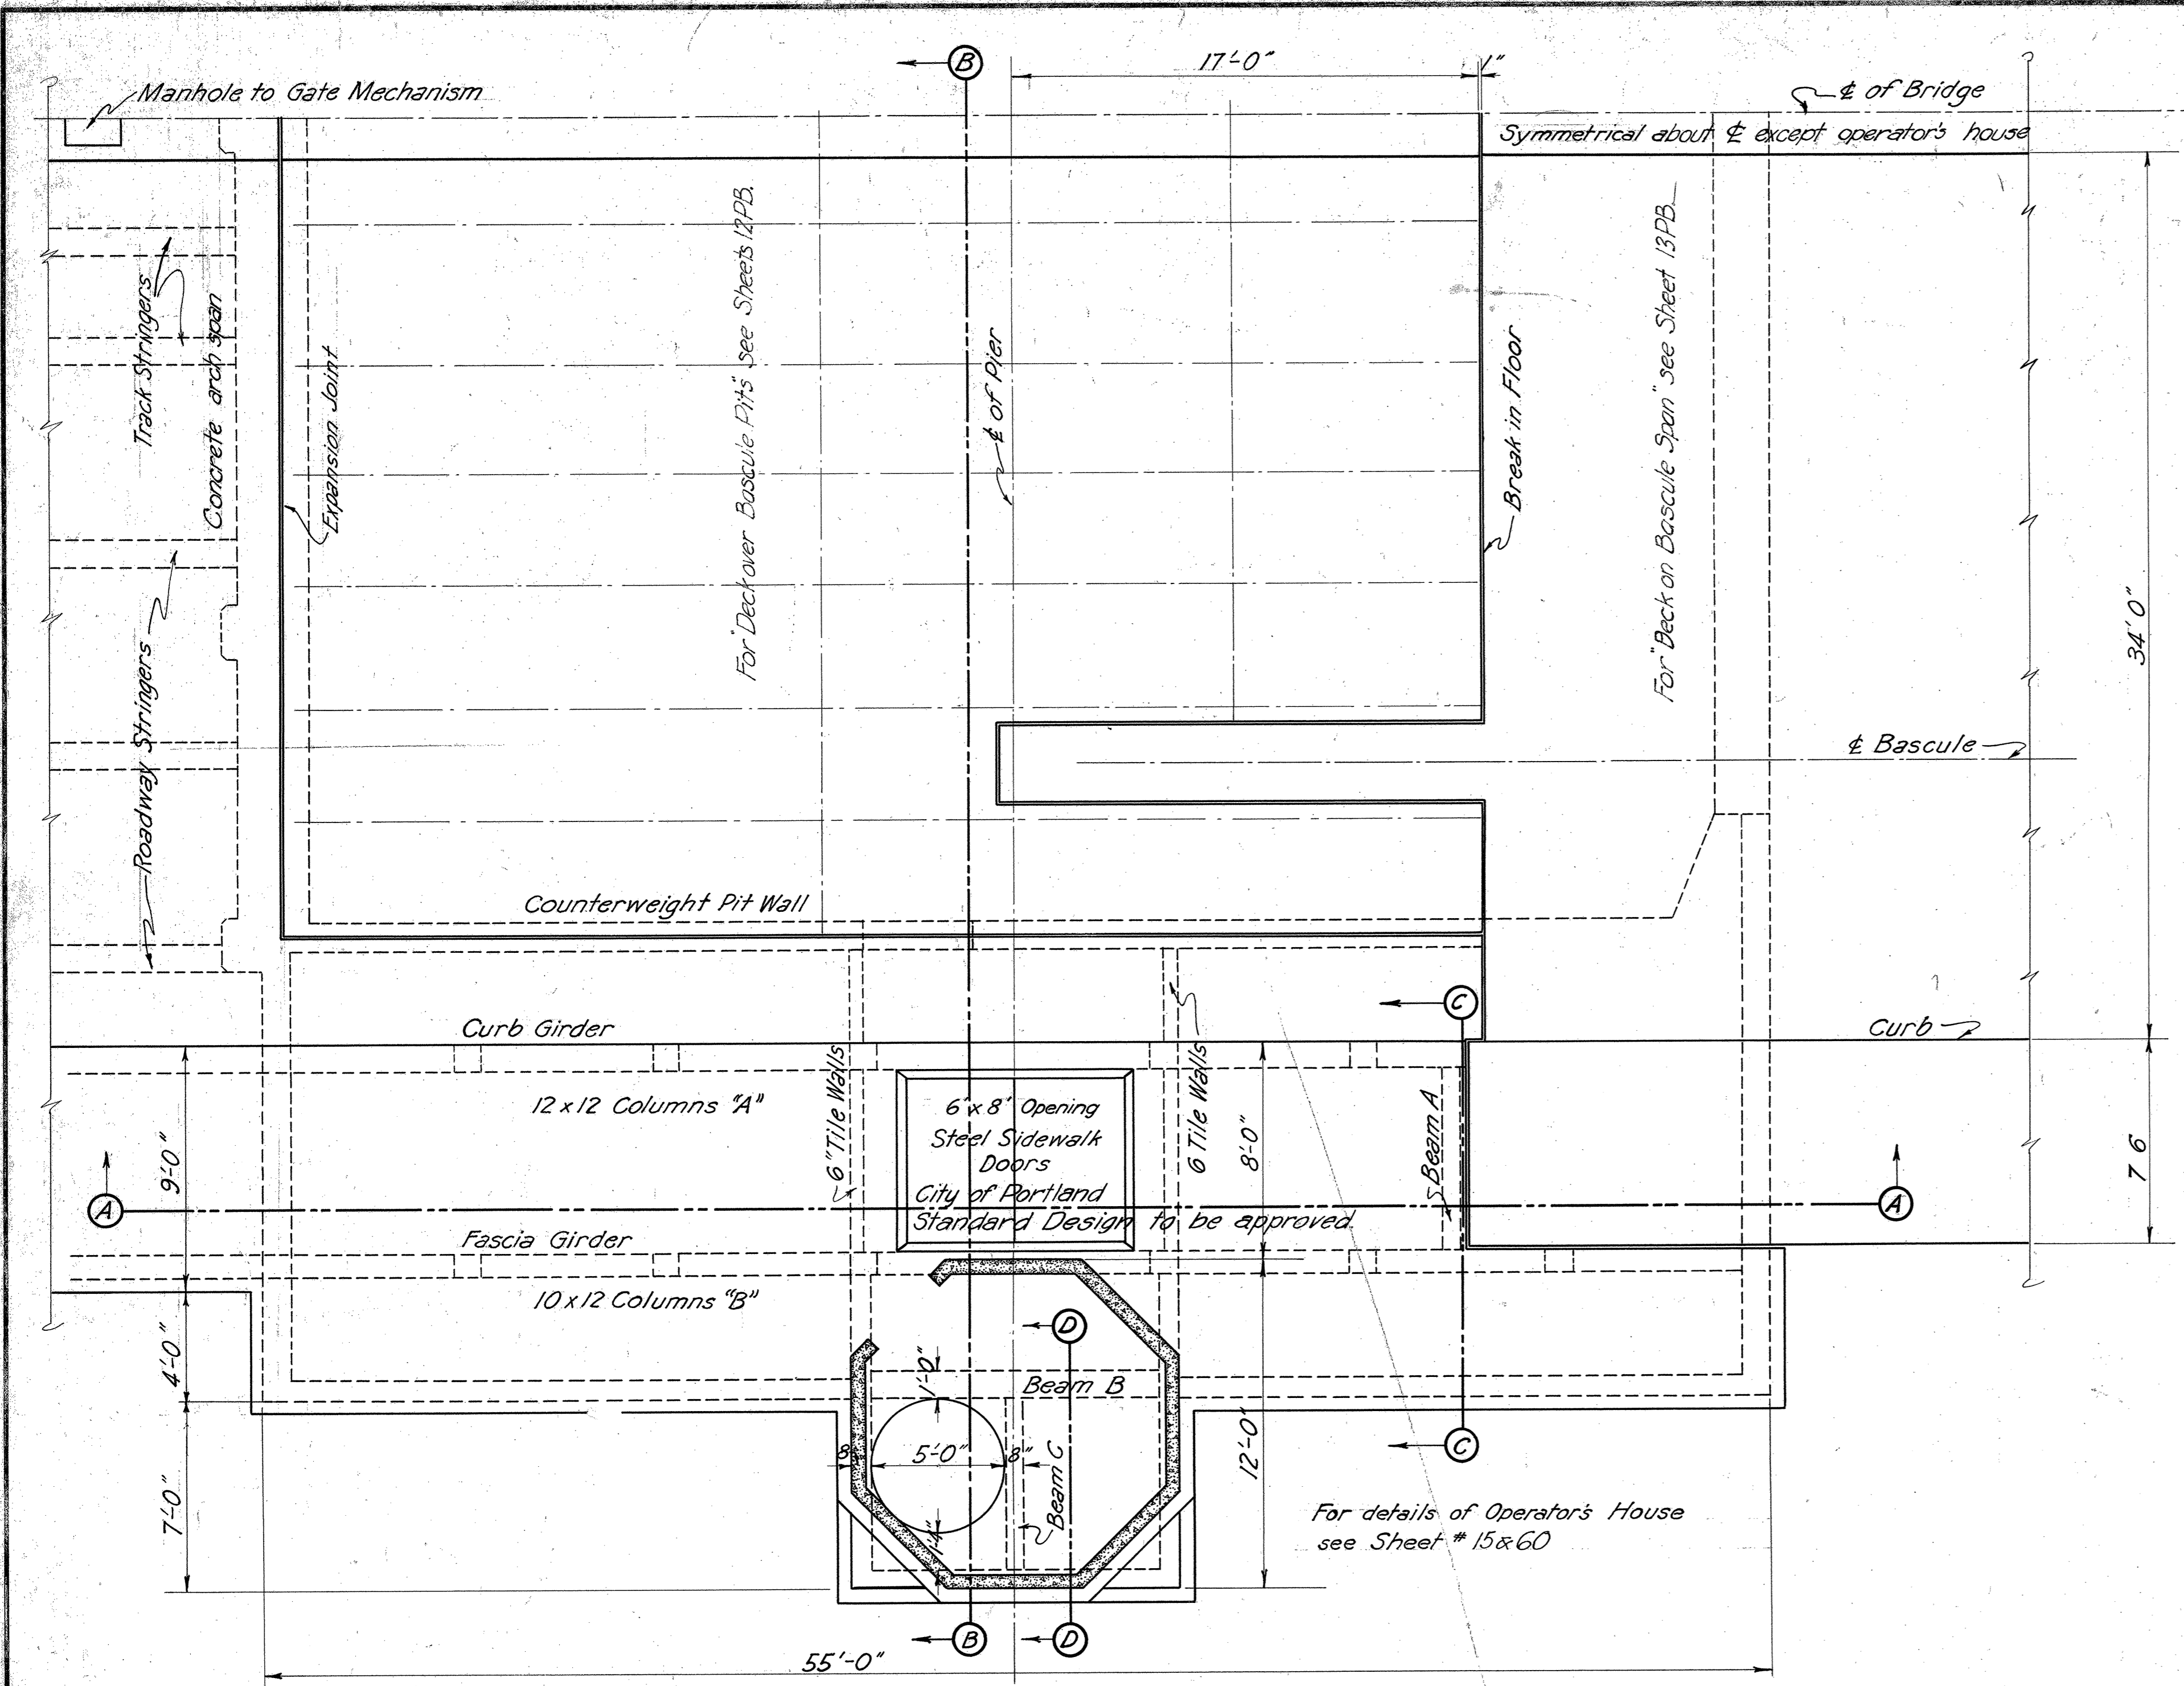 B
17'-0"
1"
Manhole to Gate Mechanism
℄ of Bridge
Symmetrical about ℄ except operator's house
Track Stringers
Concrete arch span
Expansion Joint
For "Deck over Bascule Pits" see Sheets 12PB.
℄ of Pier
Break in Floor
For "Deck on Bascule Span" see Sheet 13PB.
34'0"
Roadway Stringers
℄ Bascule
Counterweight Pit Wall
C
Curb Girder
Curb
12 x 12 Columns "A"
6" Tile Walls
6'x 8' Opening
Steel Sidewalk
Doors
City of Portland
Standard Design to be approved.
6 Tile Walls
8'-0"
Beam A
9'-0"
7 6
A
A
Fascia Girder
10 x 12 Columns "B"
4'-0"
D
1'-0"
Beam B
8"
5'-0"
8"
Beam C
12'-0"
C
7'-0"
1'4"
For details of Operator's House
see Sheet # 15&60
B
D
55'-0"